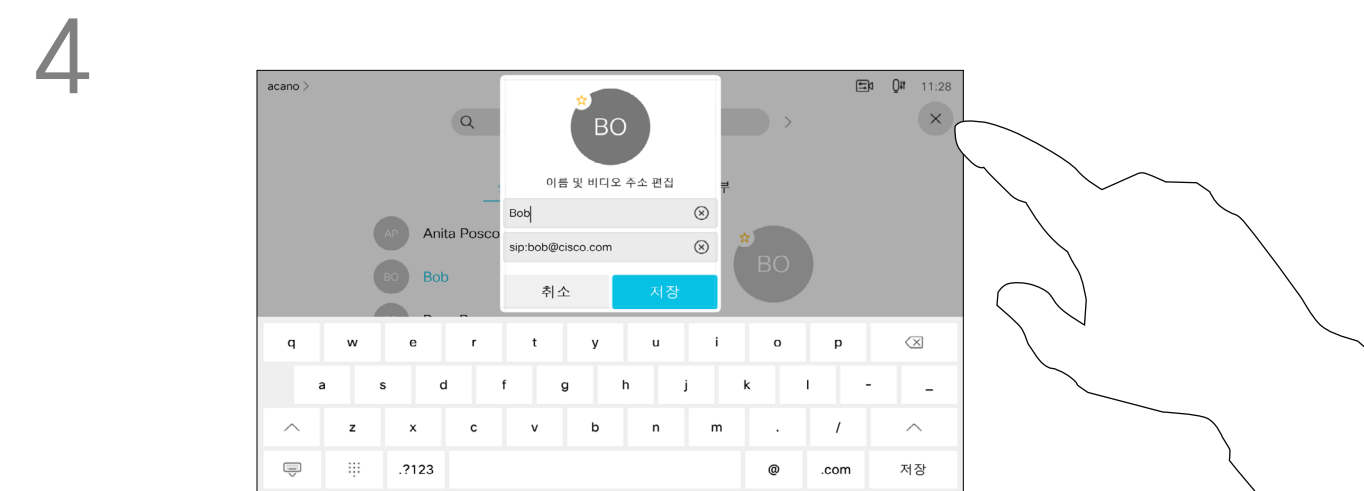 4
acano
11:28
BO
이름 및 비디오 주소 편집
부
Bob
AP Anita Posco
sip:bob@cisco.com
BO
BO Bob
취소 저장
q w e r t y u i o p
a s d f g h j k l - _
z x c v b n m . /
.?123 @ .com 저장